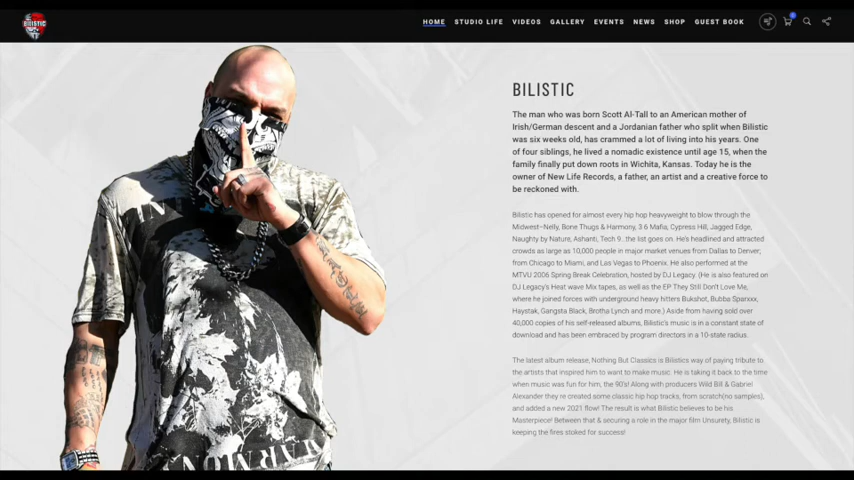 BILISTIC
HOME STUDIO LIFE VIDEOS GALLERY EVENTS NEWS SHOP GUEST BOOK
BILISTIC
The man who was born Scott Al-Tall to an American mother of
Irish/German descent and a Jordanian father who split when Bilistic
was six weeks old, has crammed a lot of living into his years. One
of four siblings, he lived a nomadic existence until age 15, when the
family finally put down roots in Wichita, Kansas. Today he is the
owner of New Life Records, a father, an artist and a creative force to
be reckoned with.
Bilistic has opened for almost every hip hop heavyweight to blow through the
Midwest–Nelly, Bone Thugs & Harmony, 3 6 Mafia, Cypress Hill, Jagged Edge,
Naughty by Nature, Ashanti, Tech 9...the list goes on. He's headlined and attracted
crowds as large as 10,000 people in major market venues from Dallas to Denver,
from Chicago to Miami, and Las Vegas to Phoenix. He also performed at the
MTVU 2006 Spring Break Celebration, hosted by DJ Legacy. (He is also featured on
DJ Legacy's Heat wave Mix tapes, as well as the EP They Still Don't Love Me,
where he joined forces with underground heavy hitters Bukshot, Bubba Sparxxx,
Haystak, Gangsta Black, Brotha Lynch and more.) Aside from having sold over
40,000 copies of his self-released albums, Bilistic's music is in a constant state of
download and has been embraced by program directors in a 10-state radius.
The latest album release, Nothing But Classics is Bilistics way of paying tribute to
the artists that inspired him to want to make music. He is taking it back to the time
when music was fun for him, the 90's! Along with producers Wild Bill & Gabriel
Alexander they re created some classic hip hop tracks, from scratch(no samples),
and added a new 2021 flow! The result is what Bilistic believes to be his
Masterpiece! Between that & securing a role in the major film Unsurety, Bilistic is
keeping the fires stoked for success!